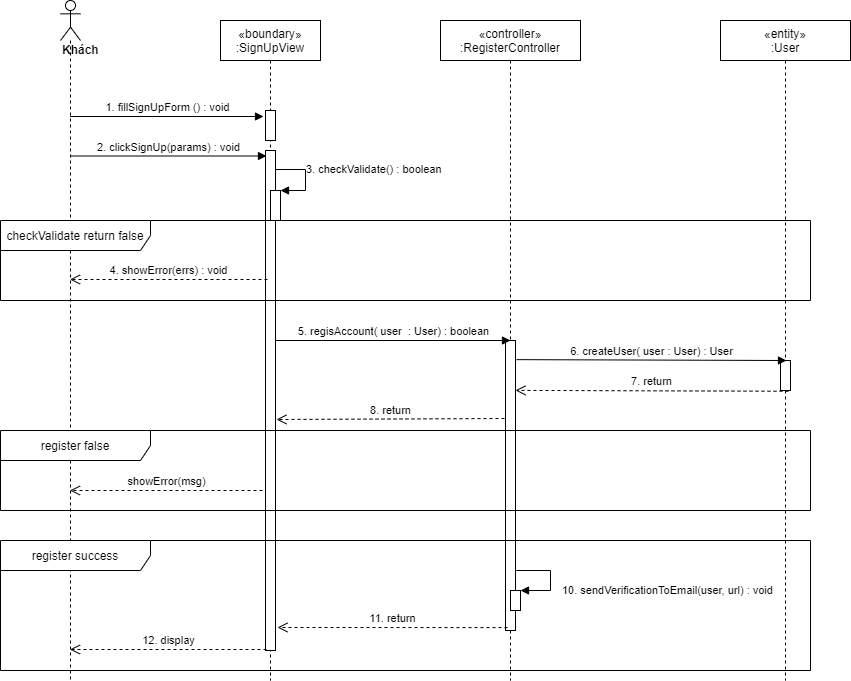 Khách
«boundary»
:SignUpView
«controller»
:RegisterController
«entity»
:User
1. fillSignUpForm () : void
2. clickSignUp(params) : void
3. checkValidate() : boolean
checkValidate return false
4. showError(errs) : void
5. regisAccount( user  : User) : boolean
6. createUser( user : User) : User
7. return
8. return
register false
showError(msg)
register success
10. sendVerificationToEmail(user, url) : void
11. return
12. display